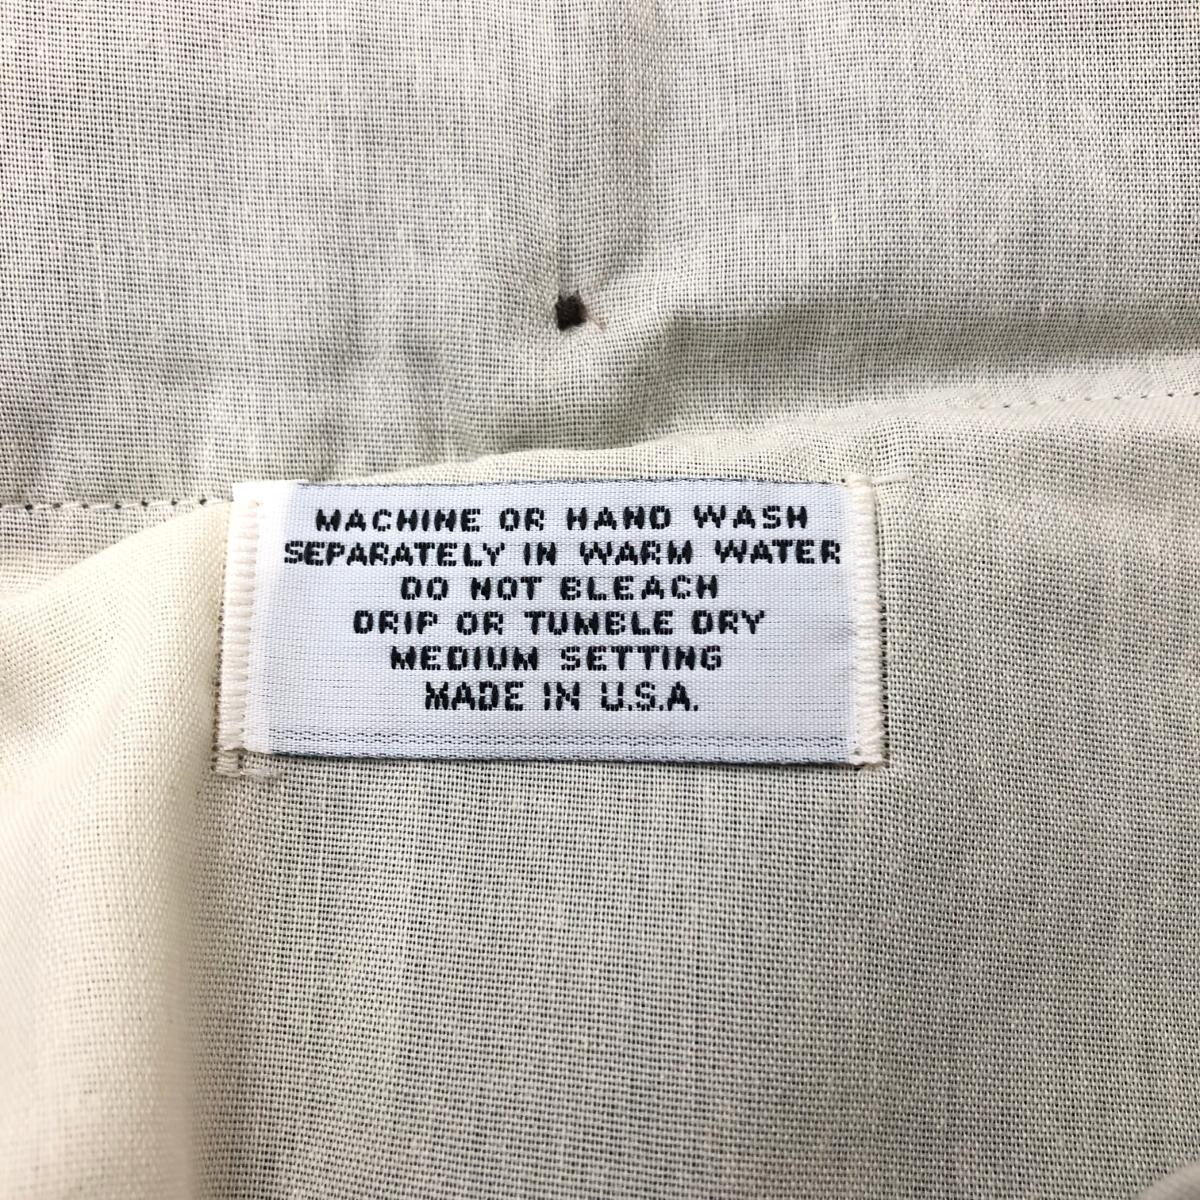 MACHINE OR HAND WASH
SEPARATELY IN WARM WATER
DO NOT BLEACH
DRIP OR TUMBLE DRY
MEDIUM SETTING
MADE IN U.S.A.